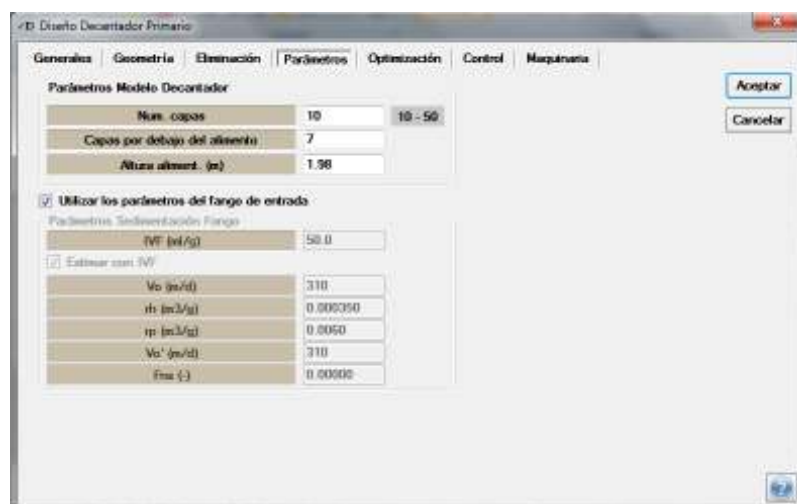 Diseño Decantador Primario
Generales Geometría Eliminación Parámetros Optimización Control Maquinaria
Parámetros Modelo Decantador
Aceptar
Num. capas 10 10 - 50
Cancelar
Capas por debajo del alimento 7
Altura aliment. (m) 1.98
Utilizar los parámetros del fango de entrada
Parámetros Sedimentación Fango
IVF (ml/g) 50.0
Estimar con IVF
Vo (m/d) 310
rh (m3/g) 0.000350
rp (m3/g) 0.0060
Vo' (m/d) 310
Fns (-) 0.00000